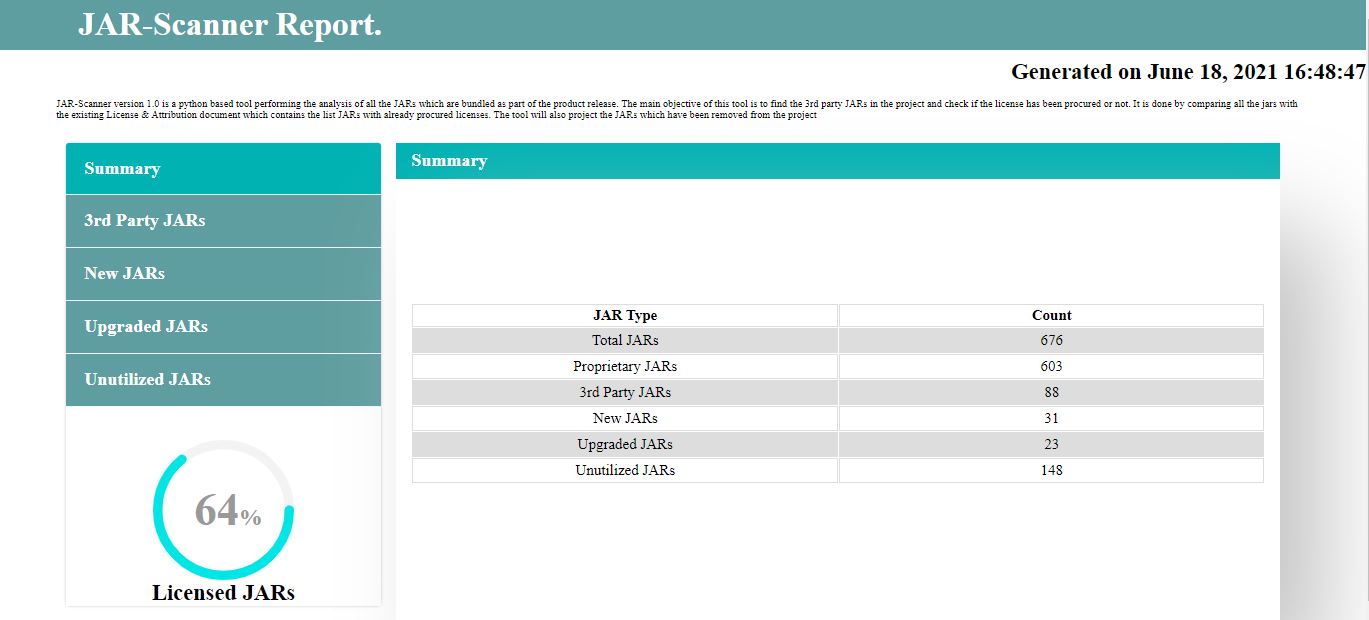 JAR-Scanner Report.
Generated on June 18, 2021 16:48:47
JAR-Scanner version 1.0 is a python based tool performing the analysis of all the JARs which are bundled as part of the product release. The main objective of this tool is to find the 3rd party JARs in the project and check if the license has been procured or not. It is done by comparing all the jars with
the existing License & Attribution document which contains the list JARs with already procured licenses. The tool will also project the JARs which have been removed from the project
Summary
3rd Party JARs
New JARs
Upgraded JARs
Unutilized JARs
64%
Licensed JARs
Summary
JAR Type Count
Total JARs 676
Proprietary JARs 603
3rd Party JARs 88
New JARs 31
Upgraded JARs 23
Unutilized JARs 148